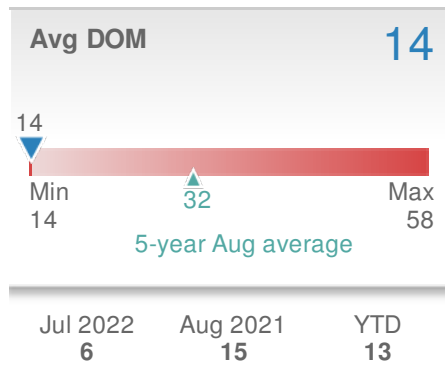 Avg DOM 14
14
Min Max
14 32 58
5-year Aug average
Jul 2022 Aug 2021 YTD
6 15 13